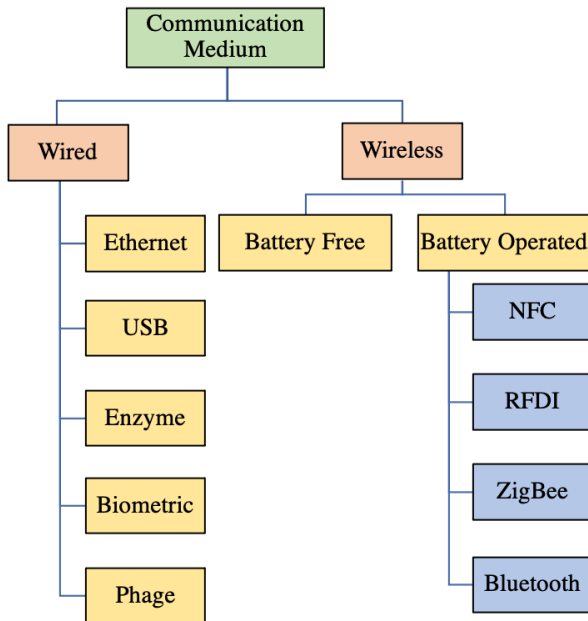 Communication
Medium
Wired
Wireless
Ethernet
USB
Enzyme
Biometric
Phage
Battery Free
Battery Operated
NFC
RFDI
ZigBee
Bluetooth